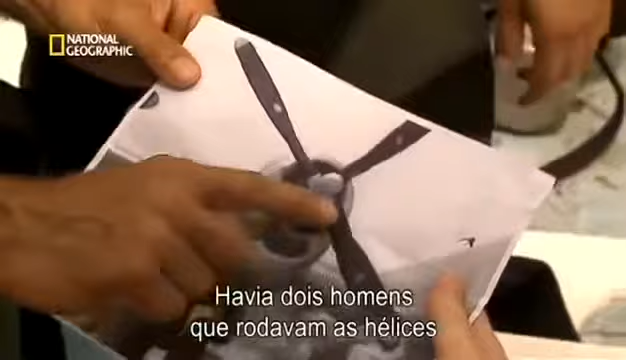 NATIONAL
GEOGRAPHIC
Havia dois homens
que rodavam as hélices